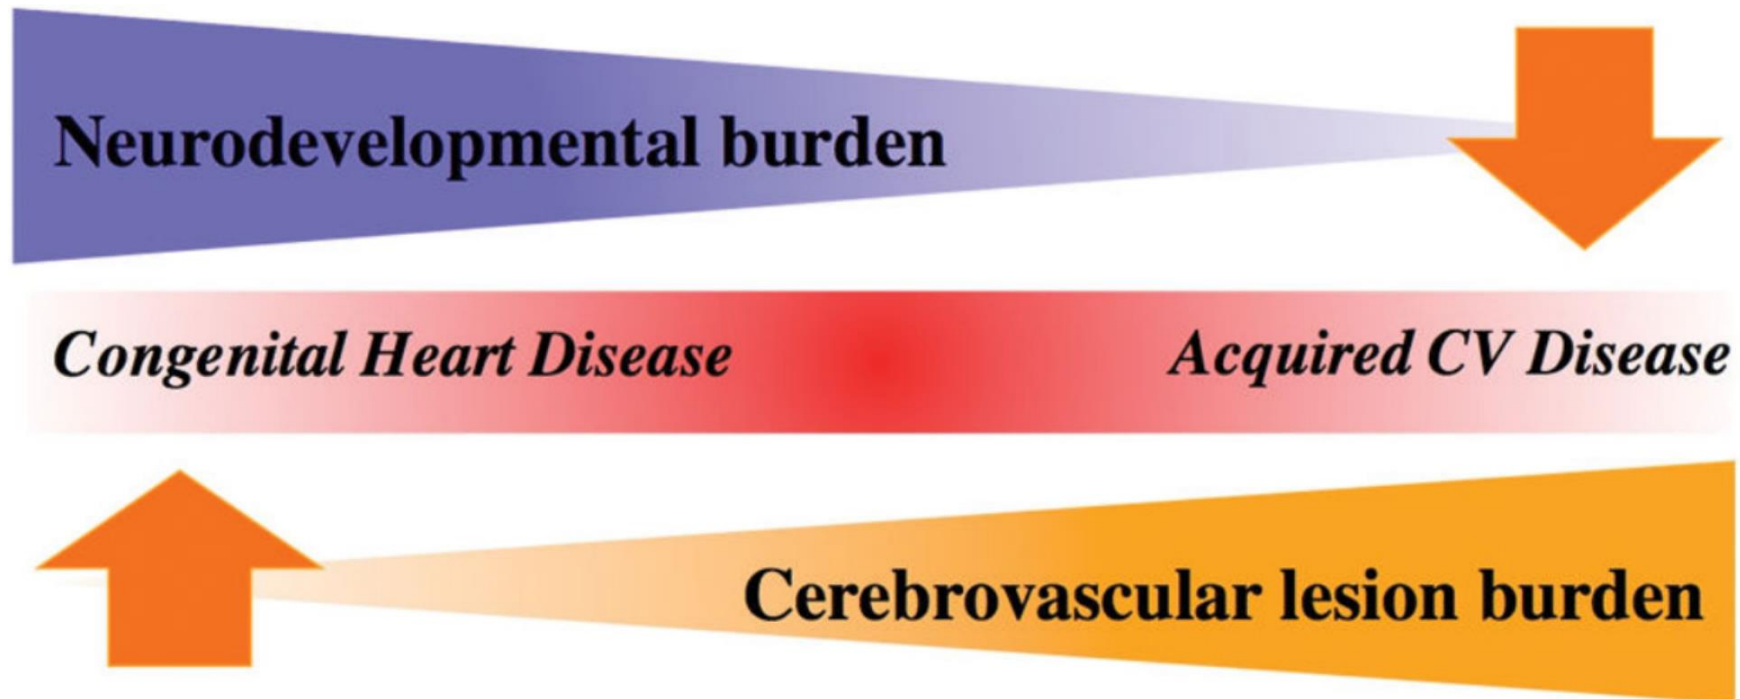 Neurodevelopmental burden
Congenital Heart Disease
Acquired CV Disease
Cerebrovascular lesion burden